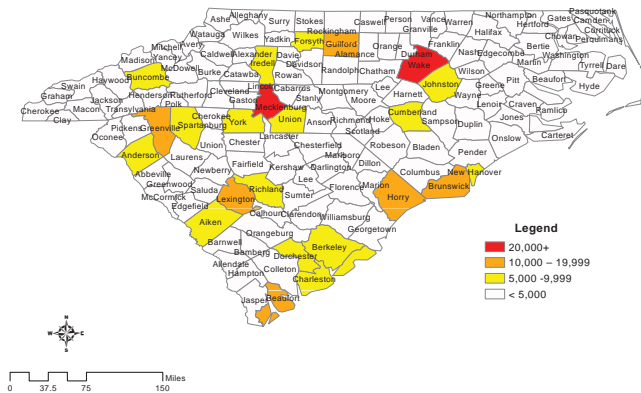 Ashe Alleghany Surry Stokes Rockingham Caswell Person Vance Warren Northampton Hertford Gates Pasquotank Camden Currituck
Watauga Wilkes Yadkin Forsyth Guilford Alamance Orange Granville Franklin Halifax Bertie Chowan Perquimans
Mitchell Avery Caldwell Alexander Iredell Davie Davidson Randolph Chatham Durham Wake Nash Edgecombe Martin Washington Tyrrell Dare
Madison Yancey McDowell Burke Catawba Rowan Wilson Pitt Beaufort Hyde
Swain Haywood Buncombe Rutherford Cleveland Lincoln Cabarrus Montgomery Moore Lee Harnett Johnston Wayne Greene
Graham Jackson Henderson Polk Gaston Mecklenburg Stanly Lenoir Craven
Cherokee Macon Transylvania Cherokee York Union Anson Richmond Hoke Cumberland Sampson Duplin Jones Pamlico
Clay Pickens Greenville Spartanburg Scotland Carteret
Oconee Union Chester Lancaster Chesterfield Robeson Bladen Onslow
Anderson Laurens Fairfield Marlboro Dillon Pender
Abbeville Newberry Kershaw Darlington Columbus New Hanover
Greenwood Lee Marion Brunswick
McCormick Saluda Lexington Richland Sumter Florence Horry
Edgefield Calhoun Clarendon Williamsburg
Aiken Orangeburg Georgetown
Barnwell Bamberg Dorchester Berkeley
Allendale Colleton
Hampton Charleston
Jasper Beaufort
Legend
20,000+
10,000 – 19,999
5,000 -9,999
< 5,000
N
W E
S
Miles
0 37.5 75 150